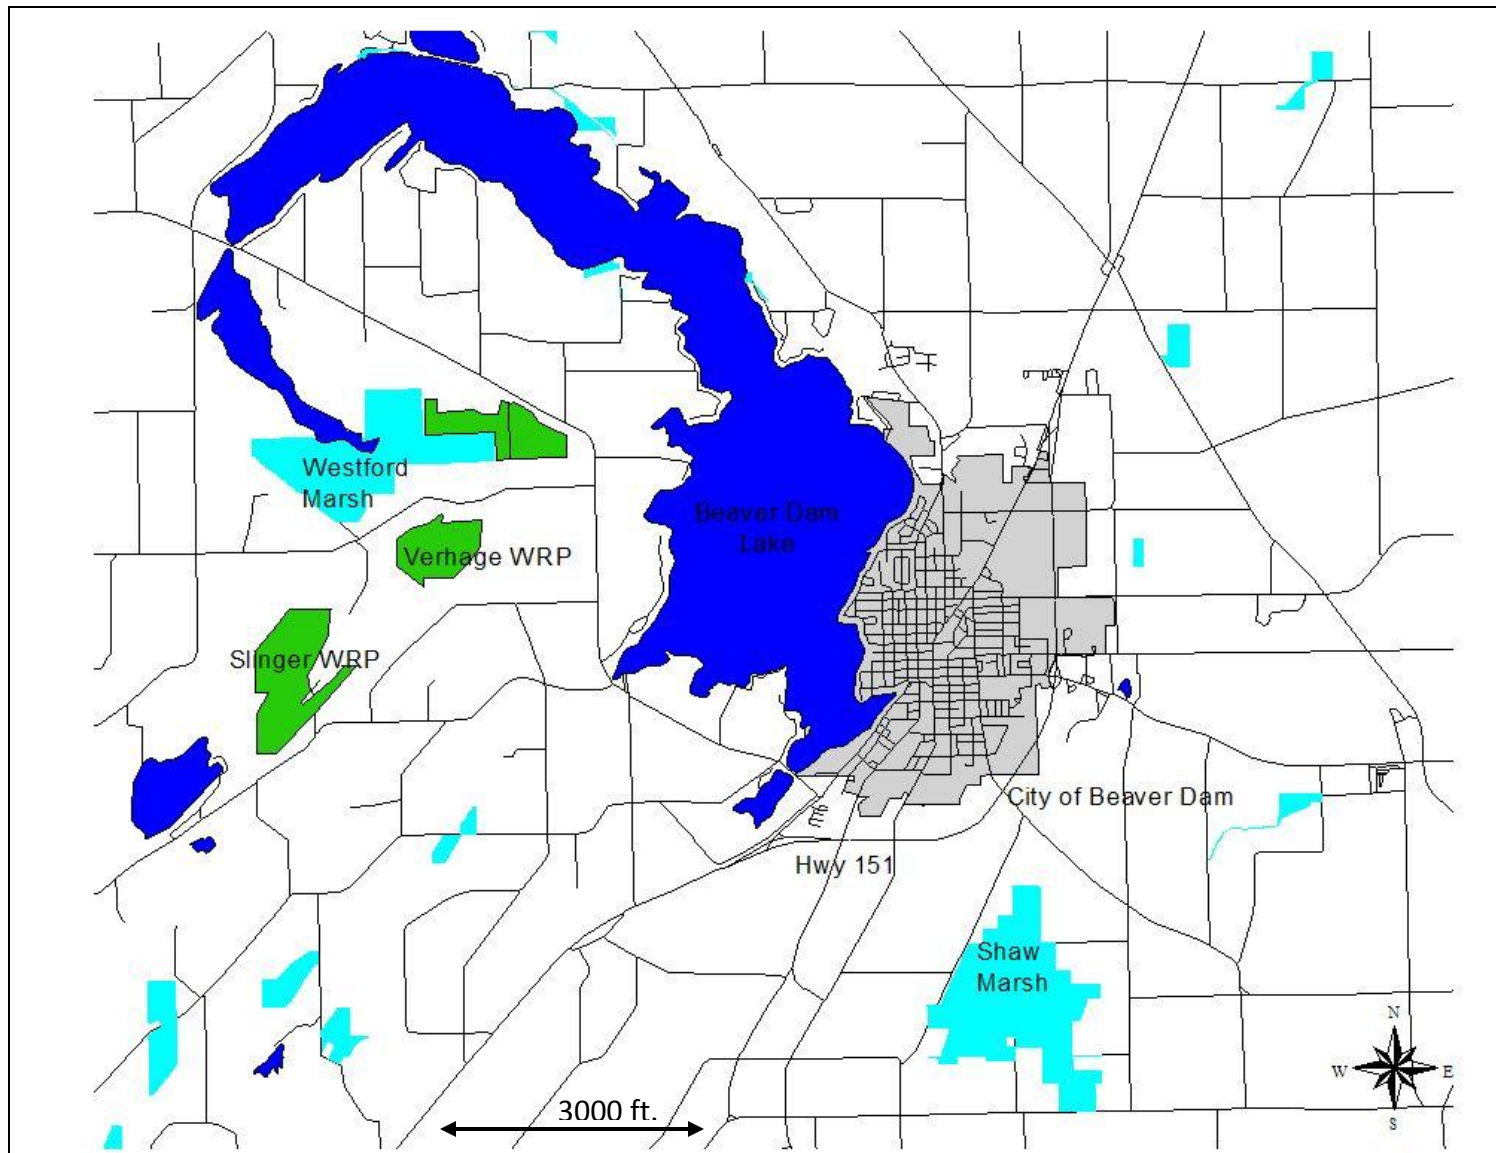 Westford
Marsh
Beaver Dam
Lake
Verhage WRP
Slinger WRP
City of Beaver Dam
Hwy 151
Shaw
Marsh
N
W
E
S
3000 ft.